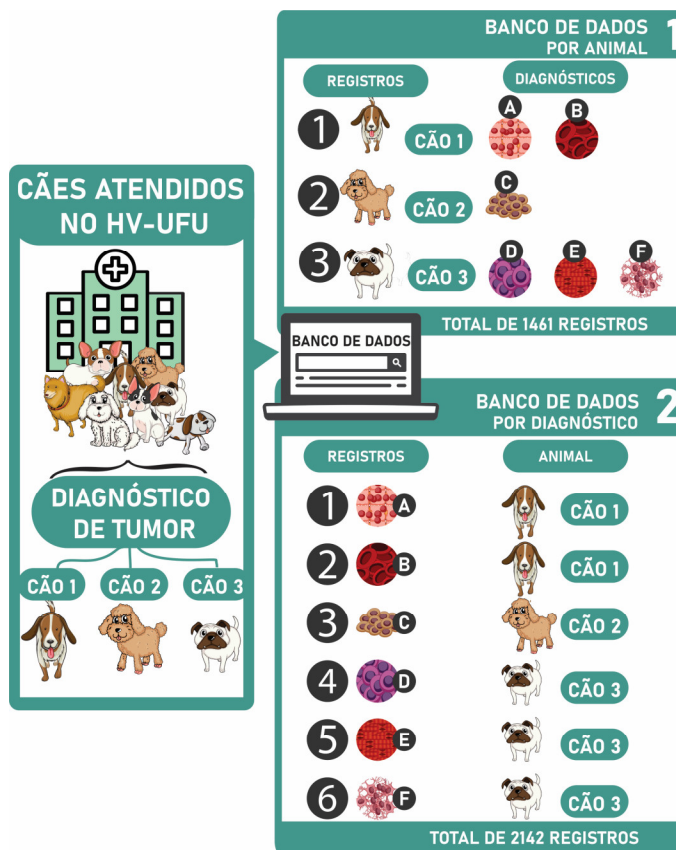 CÃES ATENDIDOS
NO HV-UFU
DIAGNÓSTICO
DE TUMOR
CÃO 1
CÃO 2
CÃO 3
BANCO DE DADOS
BANCO DE DADOS
POR ANIMAL
1
REGISTROS
DIAGNÓSTICOS
1
CÃO 1
A
B
2
CÃO 2
C
3
CÃO 3
D
E
F
TOTAL DE 1461 REGISTROS
BANCO DE DADOS
POR DIAGNÓSTICO
2
REGISTROS
ANIMAL
1
A
CÃO 1
2
B
CÃO 1
3
C
CÃO 2
4
D
CÃO 3
5
E
CÃO 3
6
F
CÃO 3
TOTAL DE 2142 REGISTROS